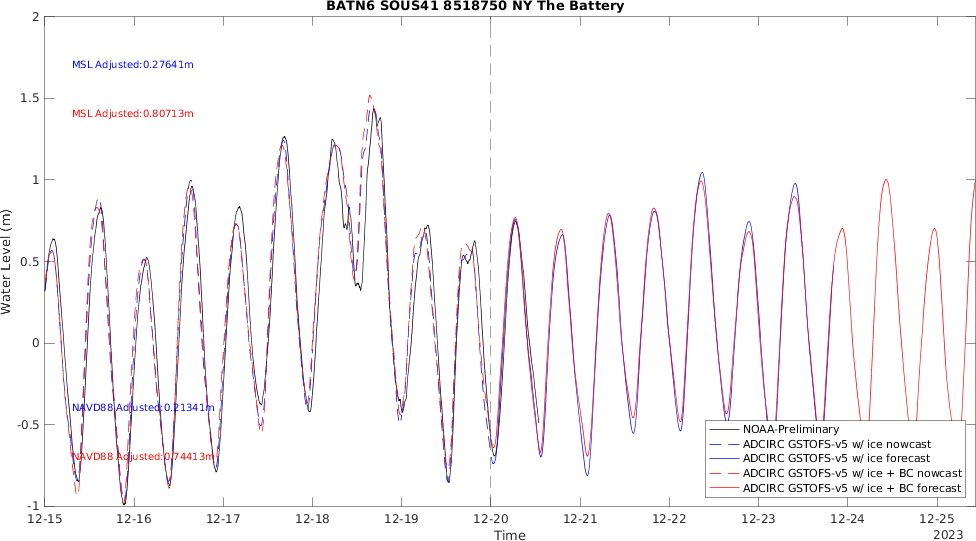 BATN6 SOUS41 8518750 NY The Battery
Water Level (m)
2
1.5
1
0.5
0
-0.5
-1
MSL Adjusted:0.27641m
MSL Adjusted:0.80713m
NAVD88 Adjusted:0.21341m
NAVD88 Adjusted:0.74413m
NOAA-Preliminary
ADCIRC GSTOFS-v5 w/ ice nowcast
ADCIRC GSTOFS-v5 w/ ice forecast
ADCIRC GSTOFS-v5 w/ ice + BC nowcast
ADCIRC GSTOFS-v5 w/ ice + BC forecast
12-15 12-16 12-17 12-18 12-19 12-20 12-21 12-22 12-23 12-24 12-25
Time
2023